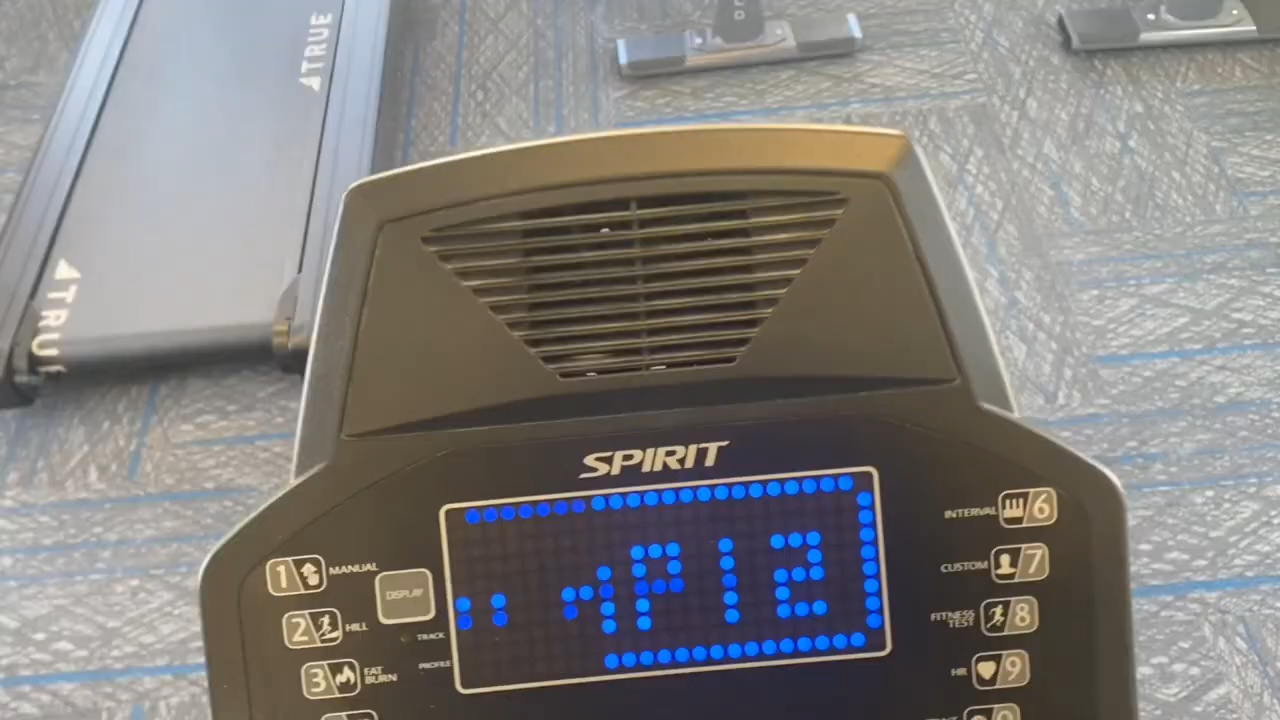 TRUE
TRUE
SPIRIT
P12
1 MANUAL
DISPLAY
2 HILL
TRACK
PROFILE
3 FAT BURN
INTERVAL 6
CUSTOM 7
FITNESS TEST 8
HR 9